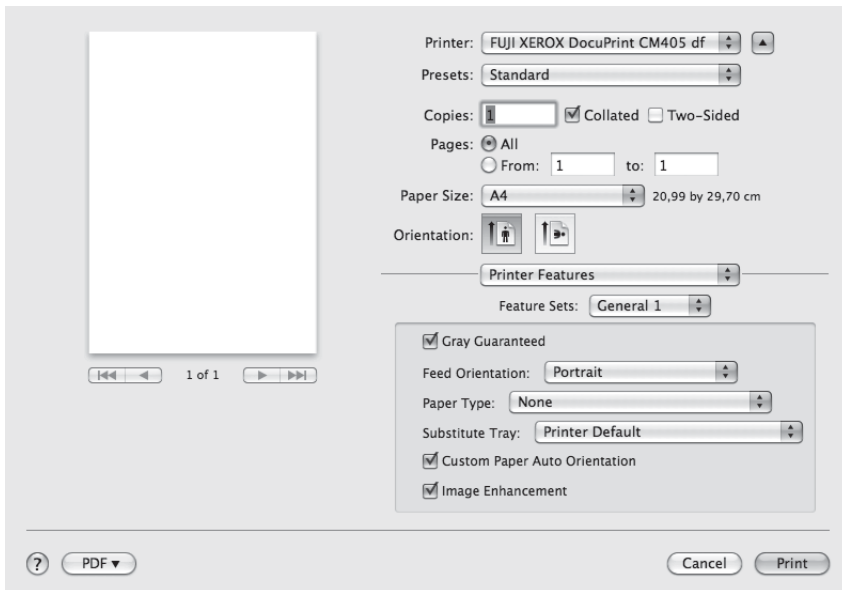 Printer: FUJI XEROX DocuPrint CM405 df
Presets: Standard
Copies: 1 Collated Two-Sided
Pages: All
From: 1 to: 1
Paper Size: A4 20,99 by 29,70 cm
Orientation:
Printer Features
Feature Sets: General 1
Gray Guaranteed
Feed Orientation: Portrait
1 of 1
Paper Type: None
Substitute Tray: Printer Default
Custom Paper Auto Orientation
Image Enhancement
? PDF▼ Cancel Print